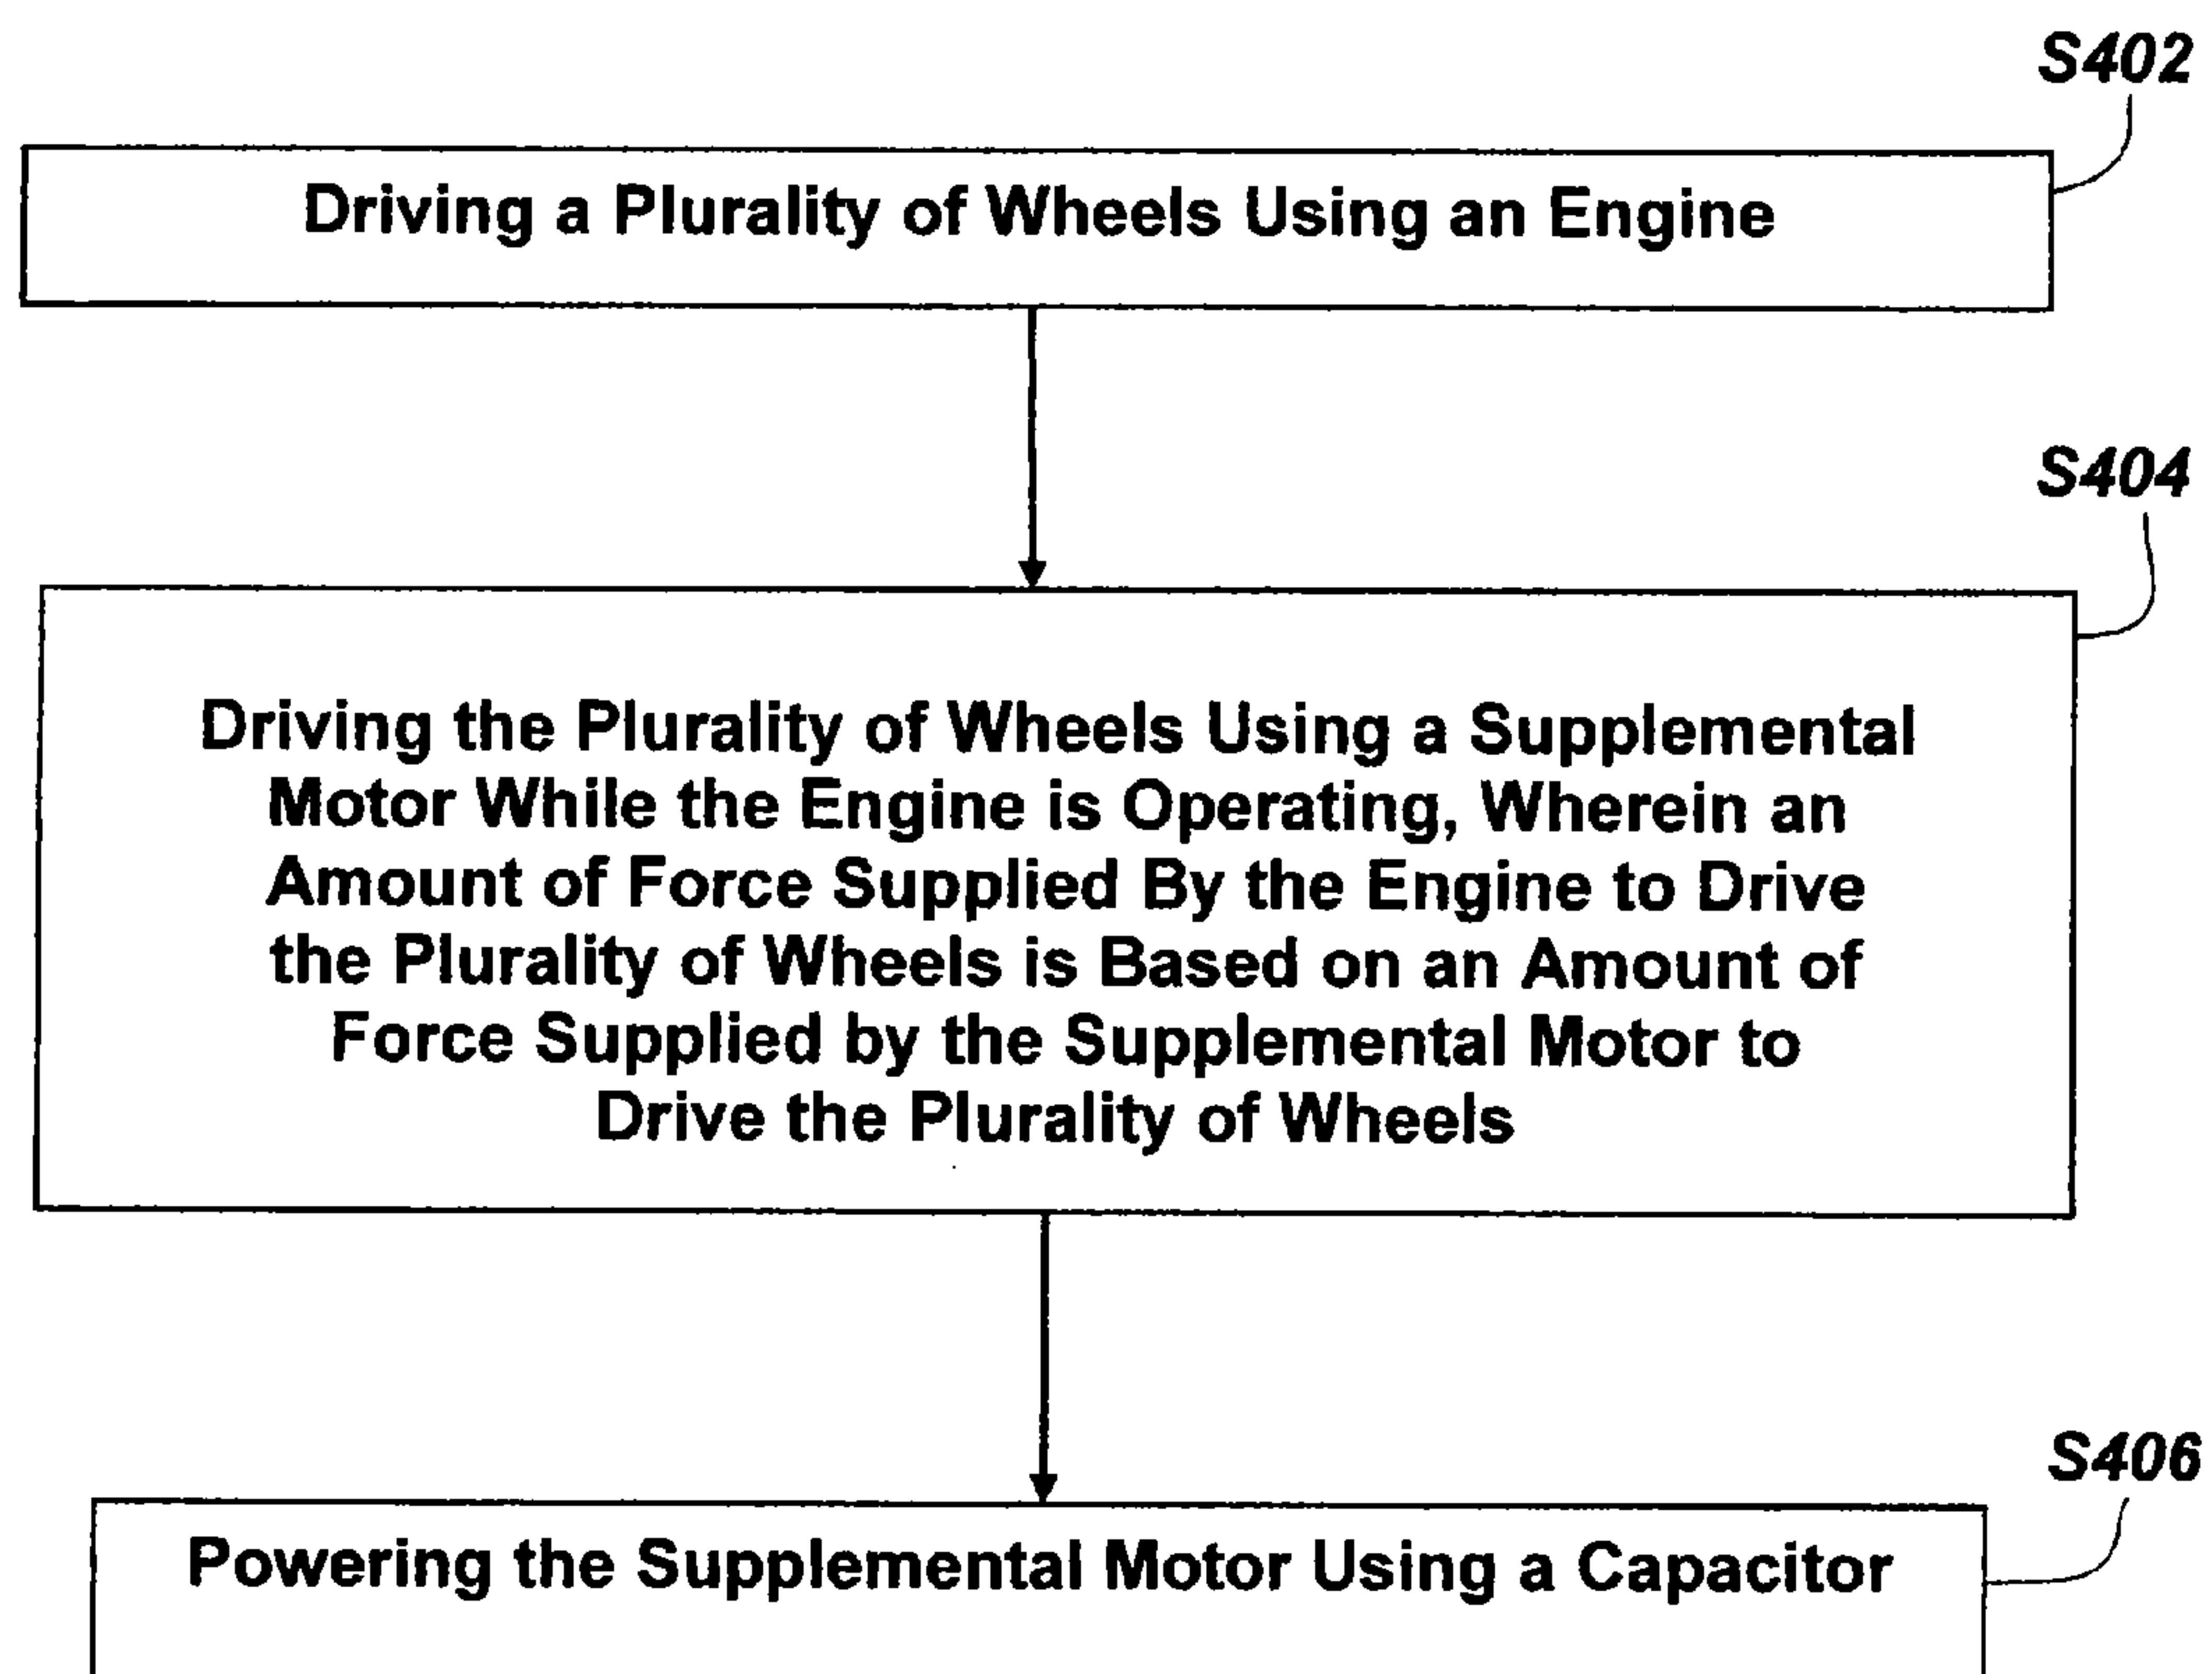 S402
Driving a Plurality of Wheels Using an Engine
S404
Driving the Plurality of Wheels Using a Supplemental
Motor While the Engine is Operating, Wherein an
Amount of Force Supplied By the Engine to Drive
the Plurality of Wheels is Based on an Amount of
Force Supplied by the Supplemental Motor to
Drive the Plurality of Wheels
S406
Powering the Supplemental Motor Using a Capacitor